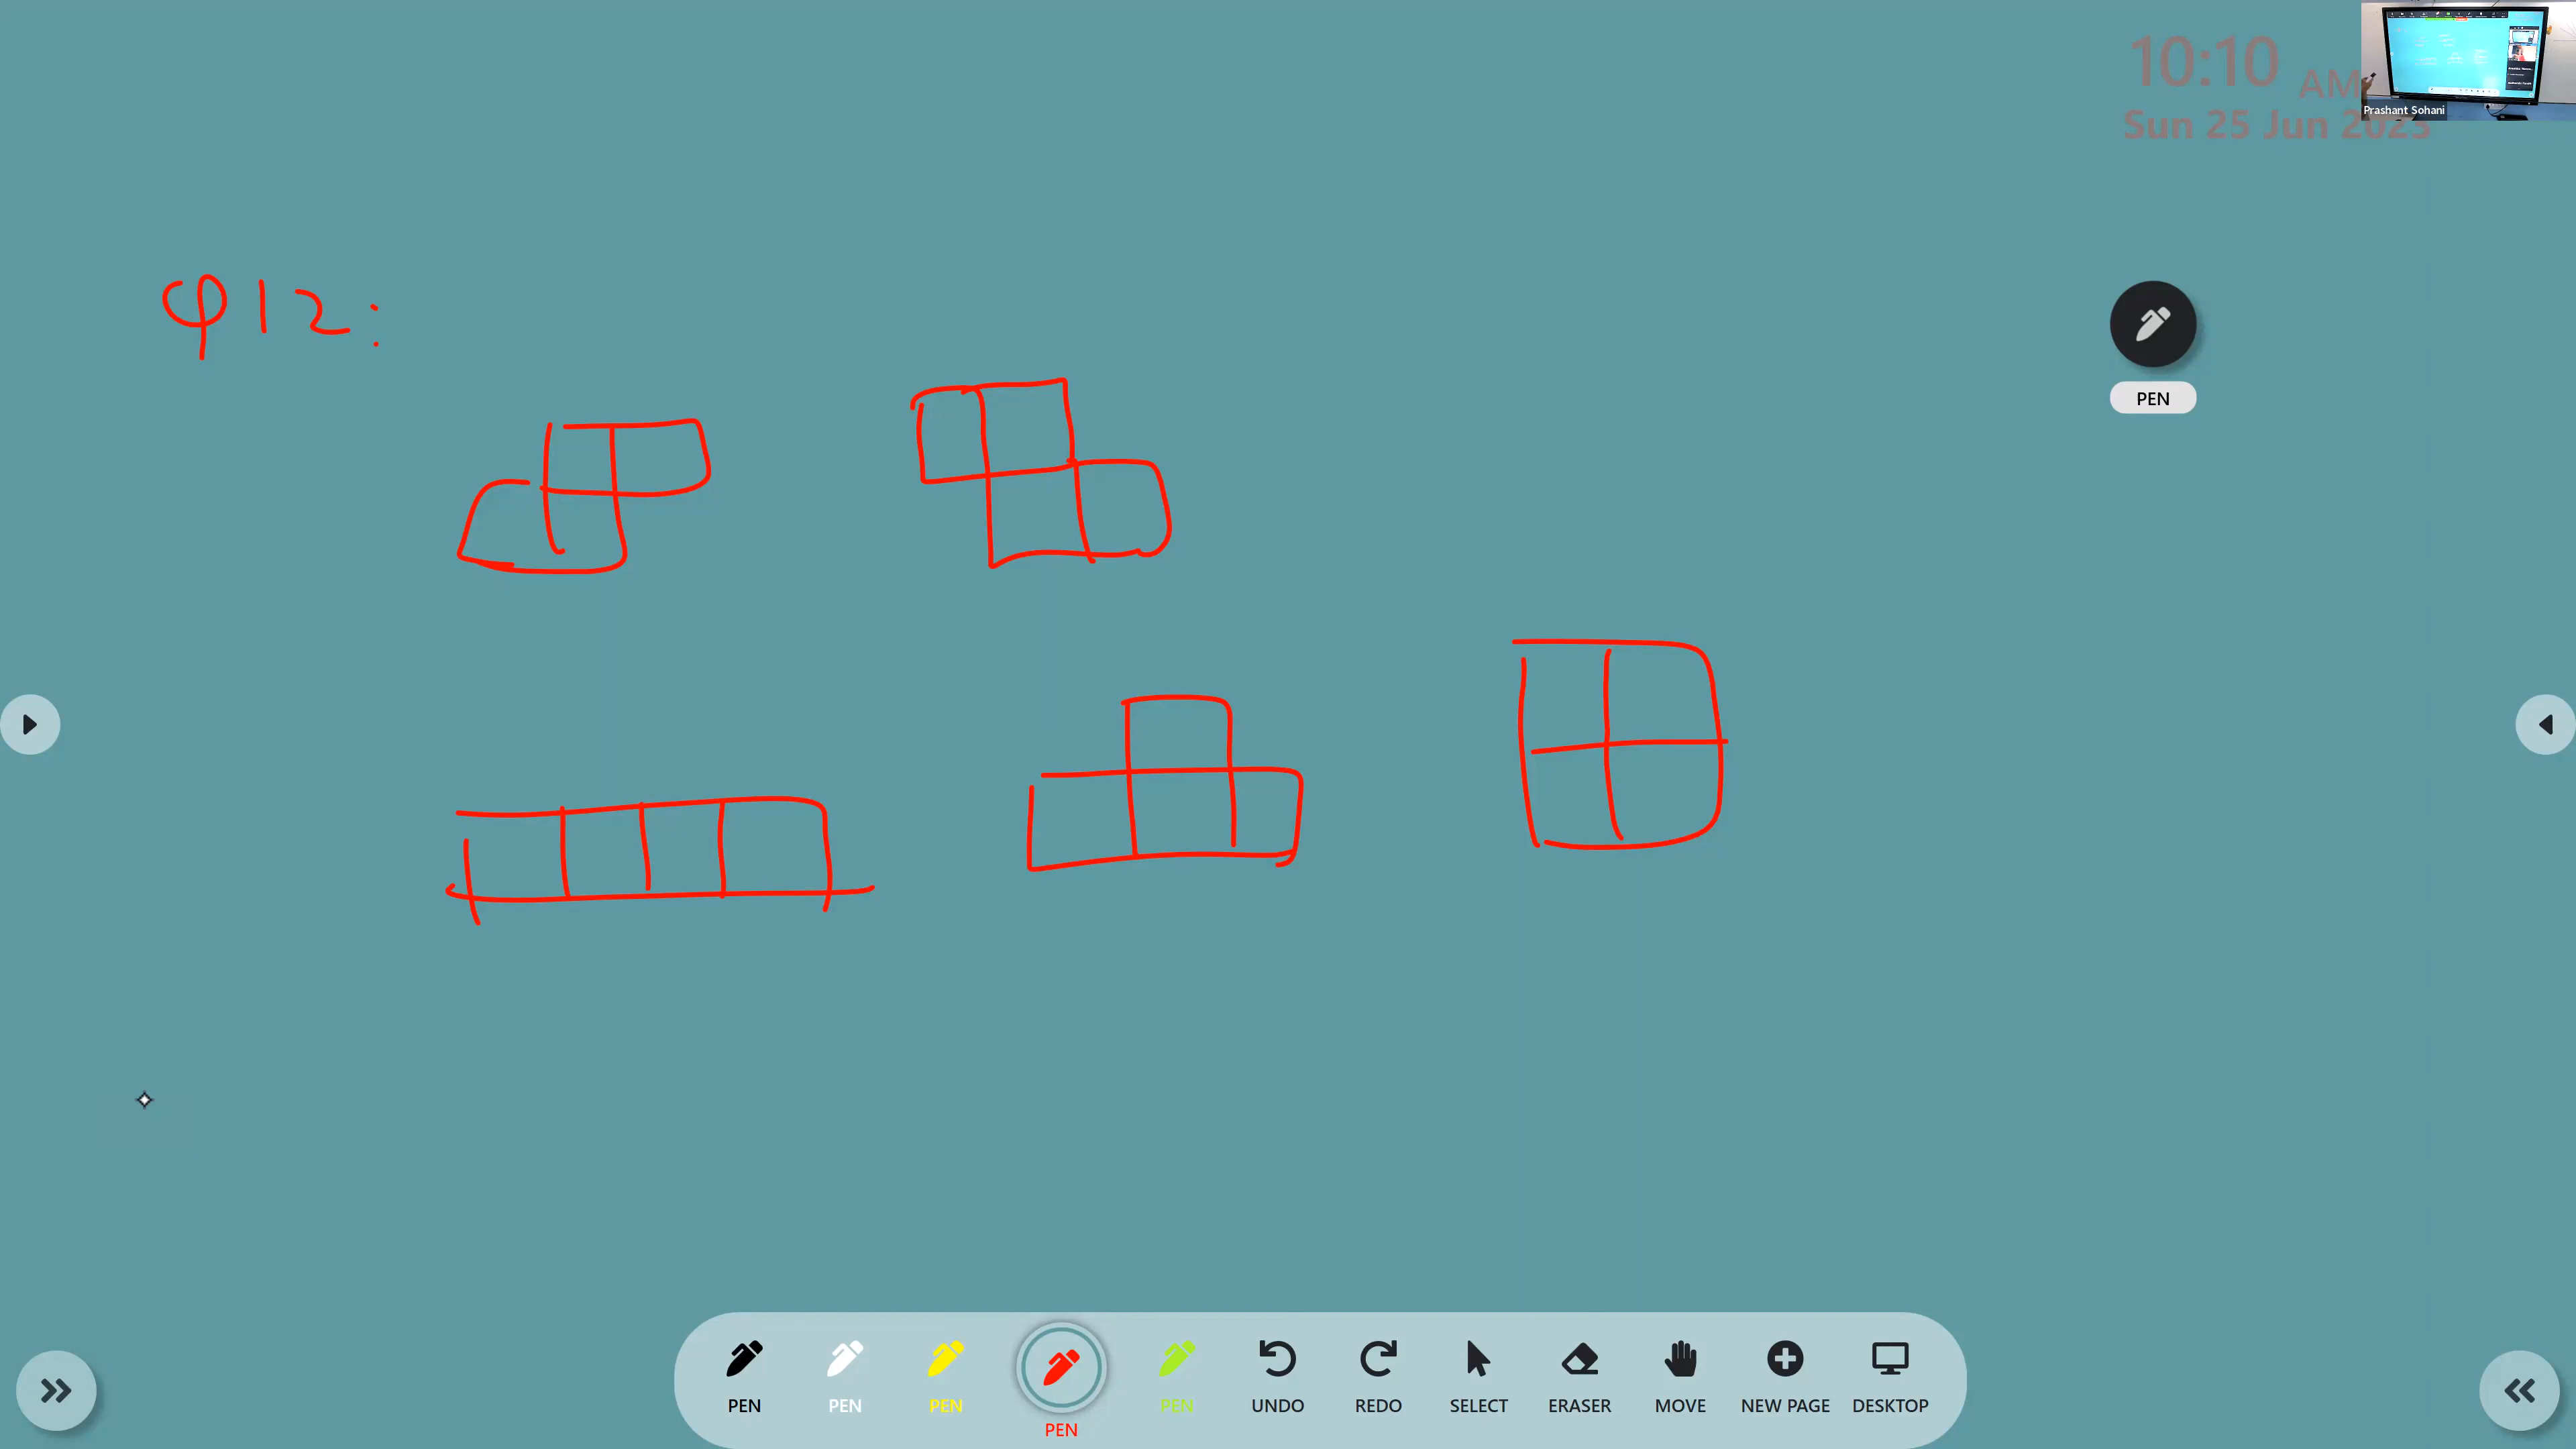 10:10 AM
Prashant Sohani
Sun 25 Jun 2023
Q12:
PEN
PEN PEN PEN PEN PEN UNDO REDO SELECT ERASER MOVE NEW PAGE DESKTOP